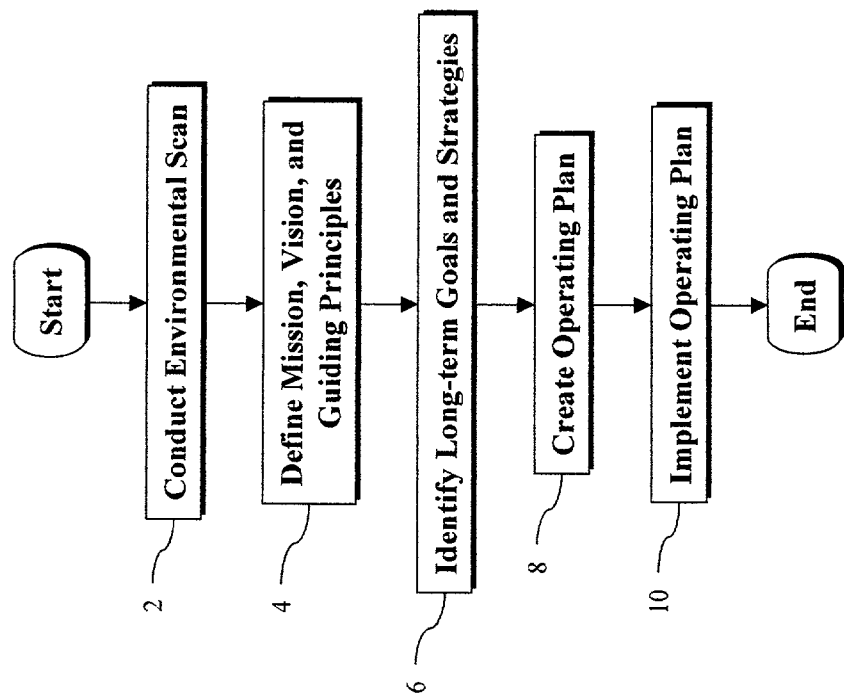 Start
Conduct Environmental Scan
2
Define Mission, Vision, and
Guiding Principles
4
Identify Long-term Goals and Strategies
6
Create Operating Plan
8
Implement Operating Plan
10
End